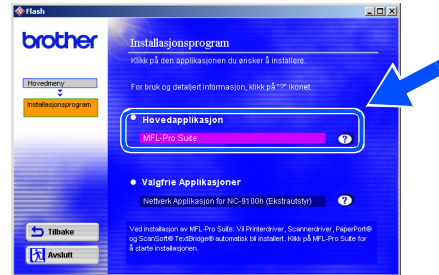 Flash
brother
Installasjonsprogram
Klikk på den applikasjonen du ønsker å installere.
For bruk og detaljert informasjon, klikk på "?" ikonet.
Hovedmeny
Installasjonsprogram
Hovedapplikasjon
MFL-Pro Suite
?
Valgfrie Applikasjoner
Nettverk Applikasjon for NC-9100h (Ekstrautstyr)
?
Ved installasjon av MFL-Pro Suite: Vil Printerdriver, Scannerdriver, PaperPort®
og ScanSoft® TextBridge® automatisk bli installert. Klikk på MFL-Pro Suite for
å starte installasjonen.
Tilbake
Avslutt